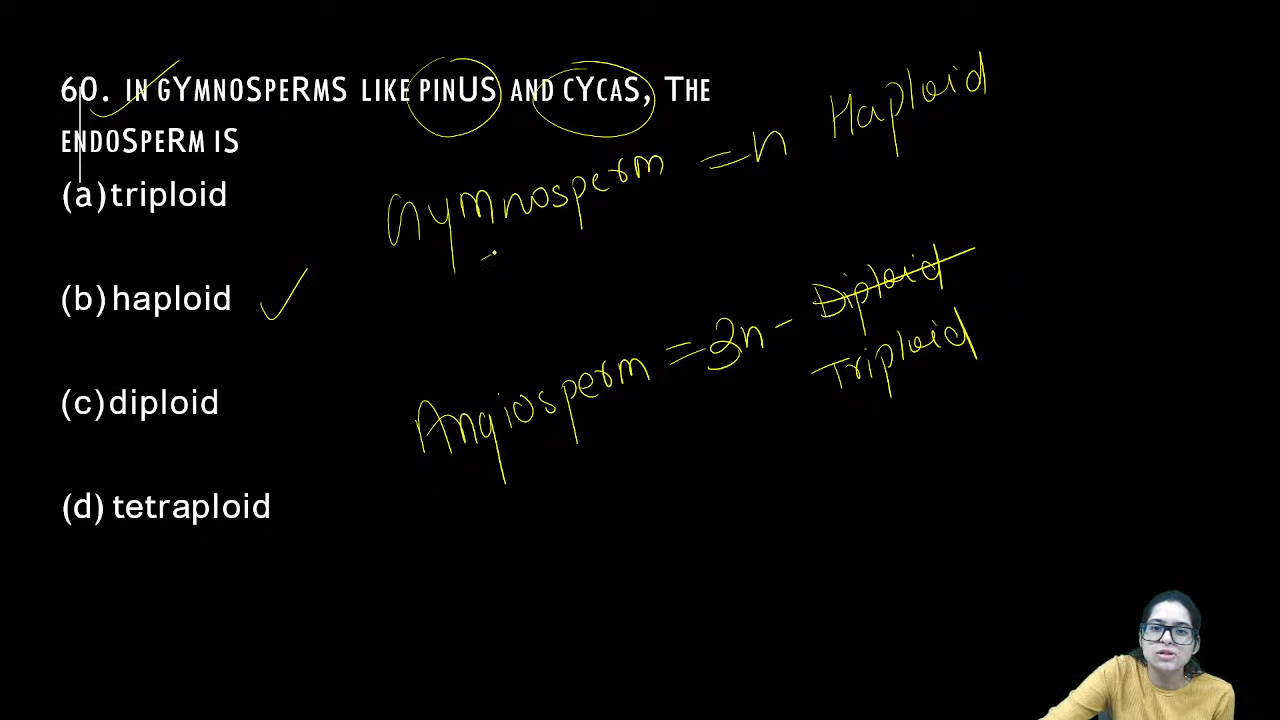 60. IN GYMNOSPERMS LIKE PINUS AND CYCAS, THE
ENDOSPERM IS
(a) triploid
(b) haploid
(c) diploid
(d) tetraploid
Gymnosperm = n Haploid
Angiosperm = 3n - Diploid
Triploid